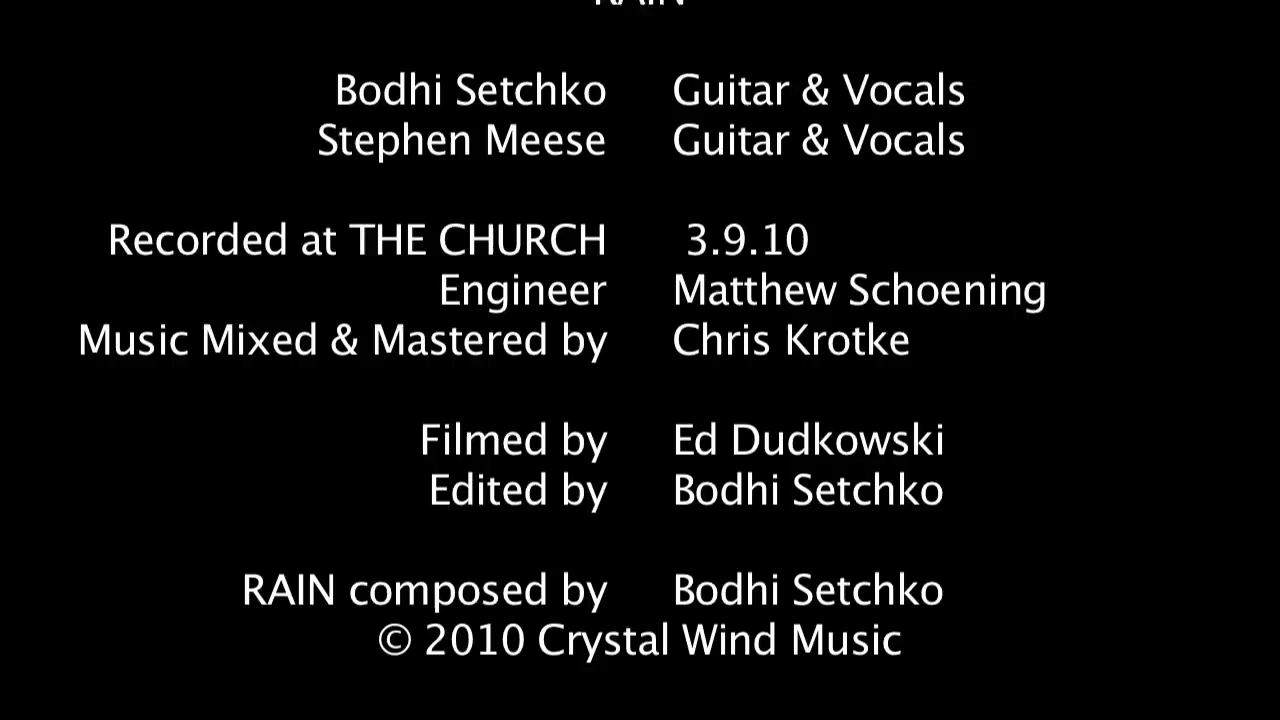 RAIN
Bodhi Setchko Guitar & Vocals
Stephen Meese Guitar & Vocals
Recorded at THE CHURCH 3.9.10
Engineer Matthew Schoening
Music Mixed & Mastered by Chris Krotke
Filmed by Ed Dudkowski
Edited by Bodhi Setchko
RAIN composed by Bodhi Setchko
© 2010 Crystal Wind Music